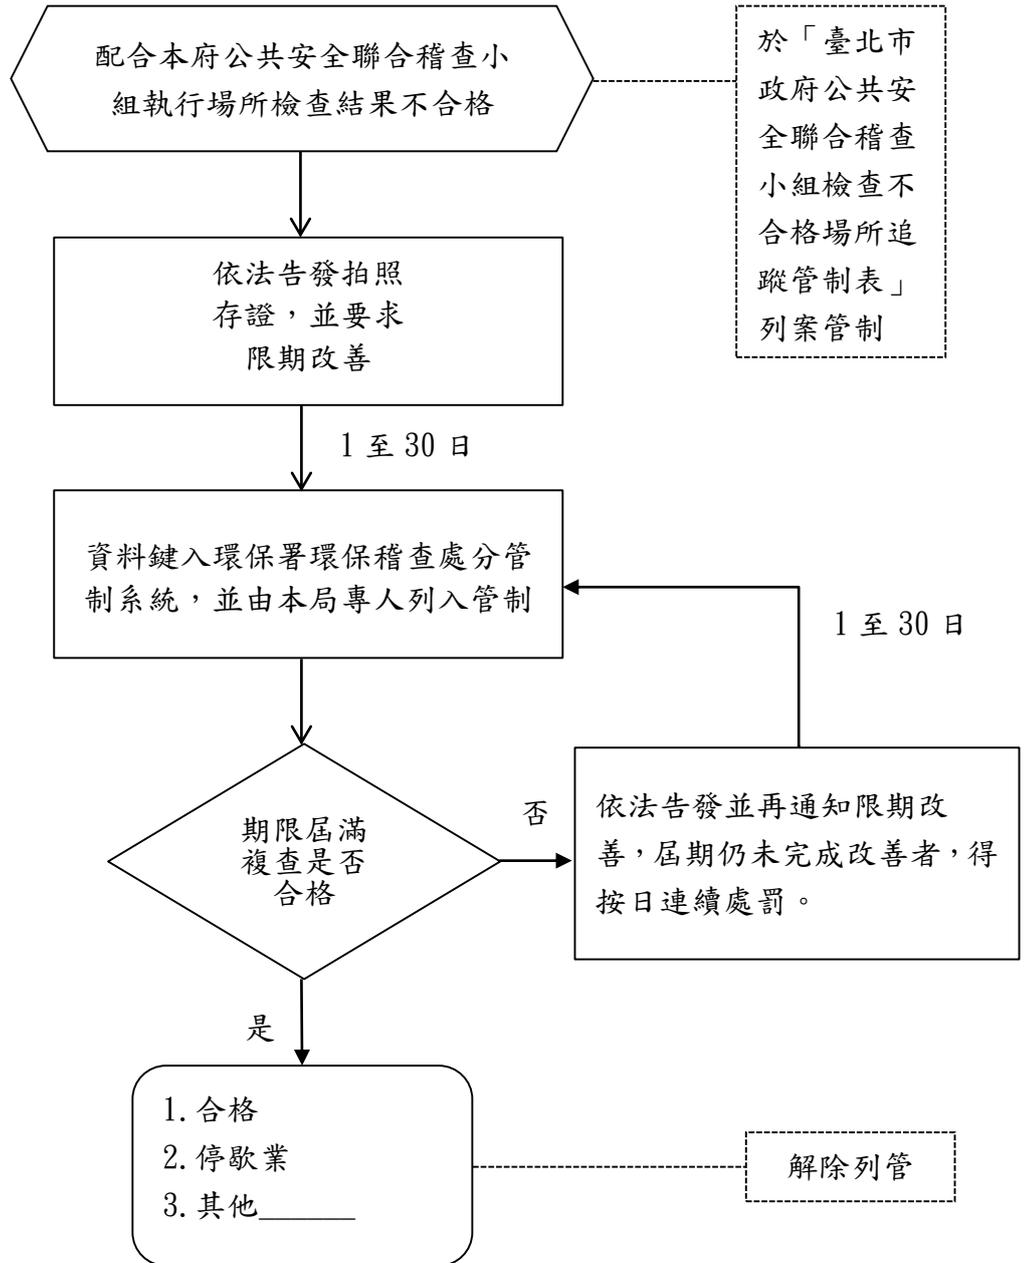 配合本府公共安全聯合稽查小
組執行場所檢查結果不合格
於「臺北市
政府公共安
全聯合稽查
小組檢查不
合格場所追
蹤管制表」
列案管制
依法告發拍照
存證，並要求
限期改善
1 至 30 日
資料鍵入環保署環保稽查處分管
制系統，並由本局專人列入管制
1 至 30 日
期限屆滿
複查是否
合格
否
依法告發並再通知限期改
善，屆期仍未完成改善者，得
按日連續處罰。
是
1. 合格
2. 停歇業
3. 其他______
解除列管